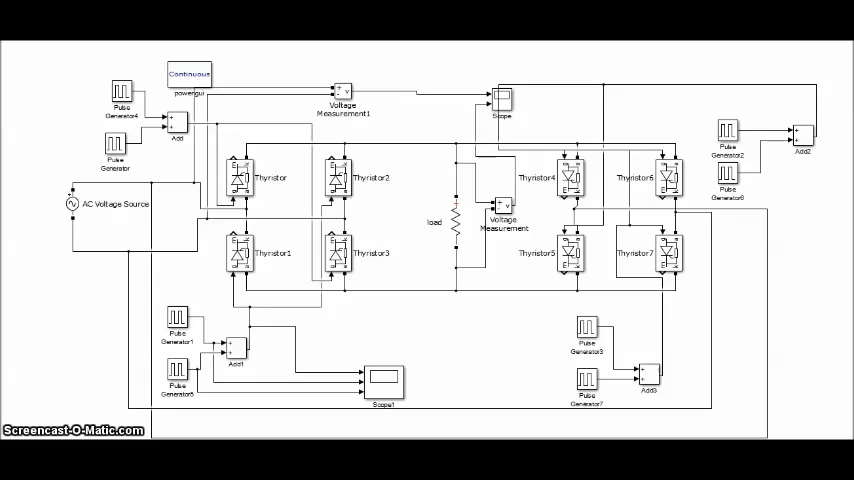 Continuous
powergui
Pulse
Generator4
Add
Pulse
Generator
Voltage
Measurement1
Scope
Pulse
Generator2
Add2
Pulse
Generator6
Thyristor
Thyristor2
Thyristor4
Thyristor6
AC Voltage Source
load
Voltage
Measurement
Thyristor1
Thyristor3
Thyristor5
Thyristor7
Pulse
Generator1
Add1
Pulse
Generator5
Scope1
Pulse
Generator3
Pulse
Generator7
Add3
Screencast-O-Matic.com